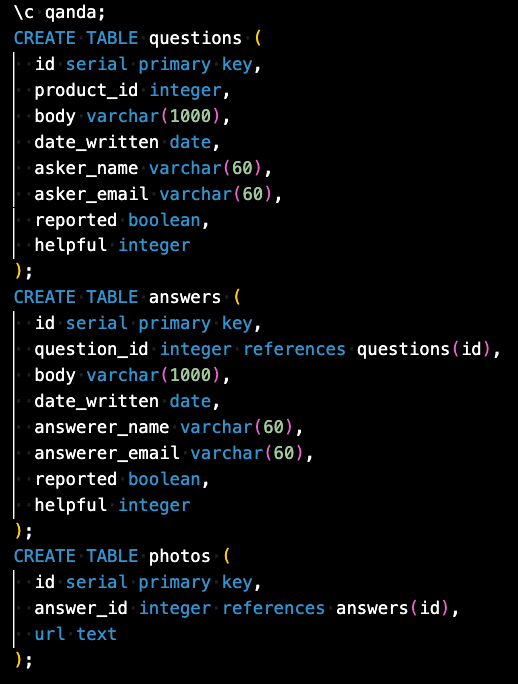 \c qanda;
CREATE TABLE questions (
id serial primary key,
product_id integer,
body varchar(1000),
date_written date,
asker_name varchar(60),
asker_email varchar(60),
reported boolean,
helpful integer
);
CREATE TABLE answers (
id serial primary key,
question_id integer references questions(id),
body varchar(1000),
date_written date,
answerer_name varchar(60),
answerer_email varchar(60),
reported boolean,
helpful integer
);
CREATE TABLE photos (
id serial primary key,
answer_id integer references answers(id),
url text
);